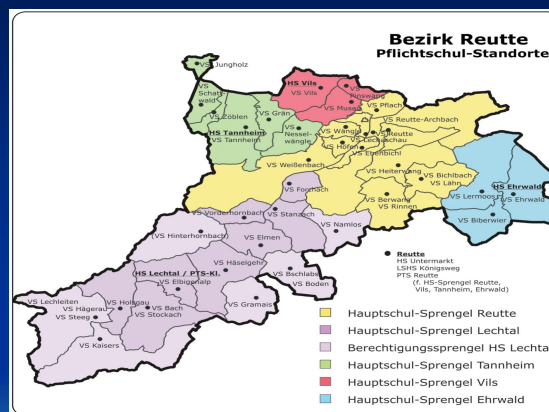 Bezirk Reutte
Pflichtschul-Standorte
VS Jungholz
VS
Schatt
wald
VS Zöblen
VS Grän
HS Tannheim
VS Tannheim
VS
Nessel-
wängle
HS Vils
VS Vils
VS
Pinswang
VS Musau
VS Pflach
VS Reutte-Archbach
VS Wängle
VS Reutte
VS Lechaschau
VS Höfen
VS Ehenbichl
VS Weißenbach
VS Heiterwang
VS Bichlbach
VS Lähn
VS Berwang
VS Rinnen
HS Ehrwald
VS Lermoos
VS Ehrwald
VS Biberwier
VS Forchach
VS Vorderhornbach
VS Stanzach
VS Namlos
VS Hinterhornbach
VS Elmen
VS Häselgehr
HS Lechtal / PTS-Kl.
VS Elbigenalp
VS Bschlabs
VS Boden
VS Gramais
VS Lechleiten
VS Hägerau
VS Steeg
VS Holzgau
VS Bach
VS Stockach
VS Kaisers
Reutte
HS Untermarkt
LSHS Königsweg
PTS Reutte
(f. HS-Sprengel Reutte,
Vils, Tannheim, Ehrwald)
Hauptschul-Sprengel Reutte
Hauptschul-Sprengel Lechtal
Berechtigungssprengel HS Lechta
Hauptschul-Sprengel Tannheim
Hauptschul-Sprengel Vils
Hauptschul-Sprengel Ehrwald